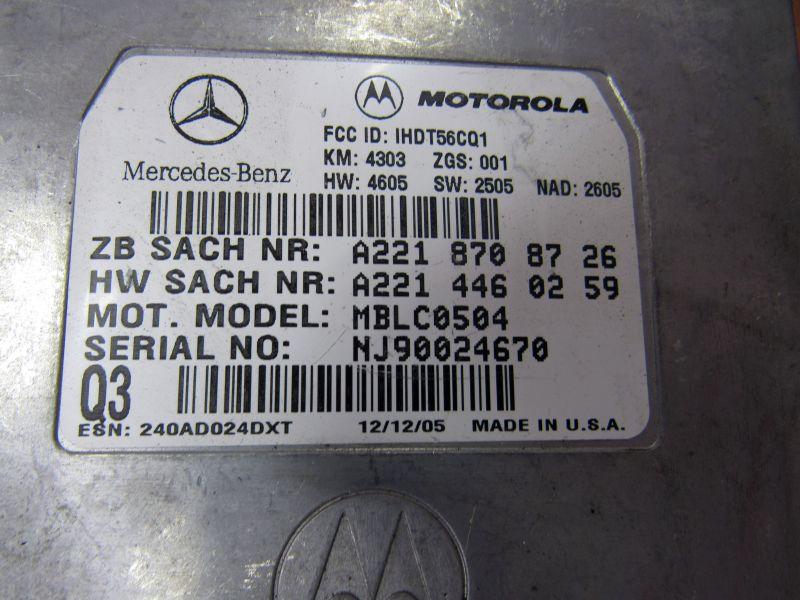 MOTOROLA
FCC ID: IHDT56CQ1
Mercedes-Benz
KM: 4303 ZGS: 001
HW: 4605 SW: 2505 NAD: 2605
ZB SACH NR: A221 870 87 26
HW SACH NR: A221 446 02 59
MOT. MODEL: MBLC0504
SERIAL NO: NJ90024670
Q3
ESN: 240AD024DXT 12/12/05 MADE IN U.S.A.